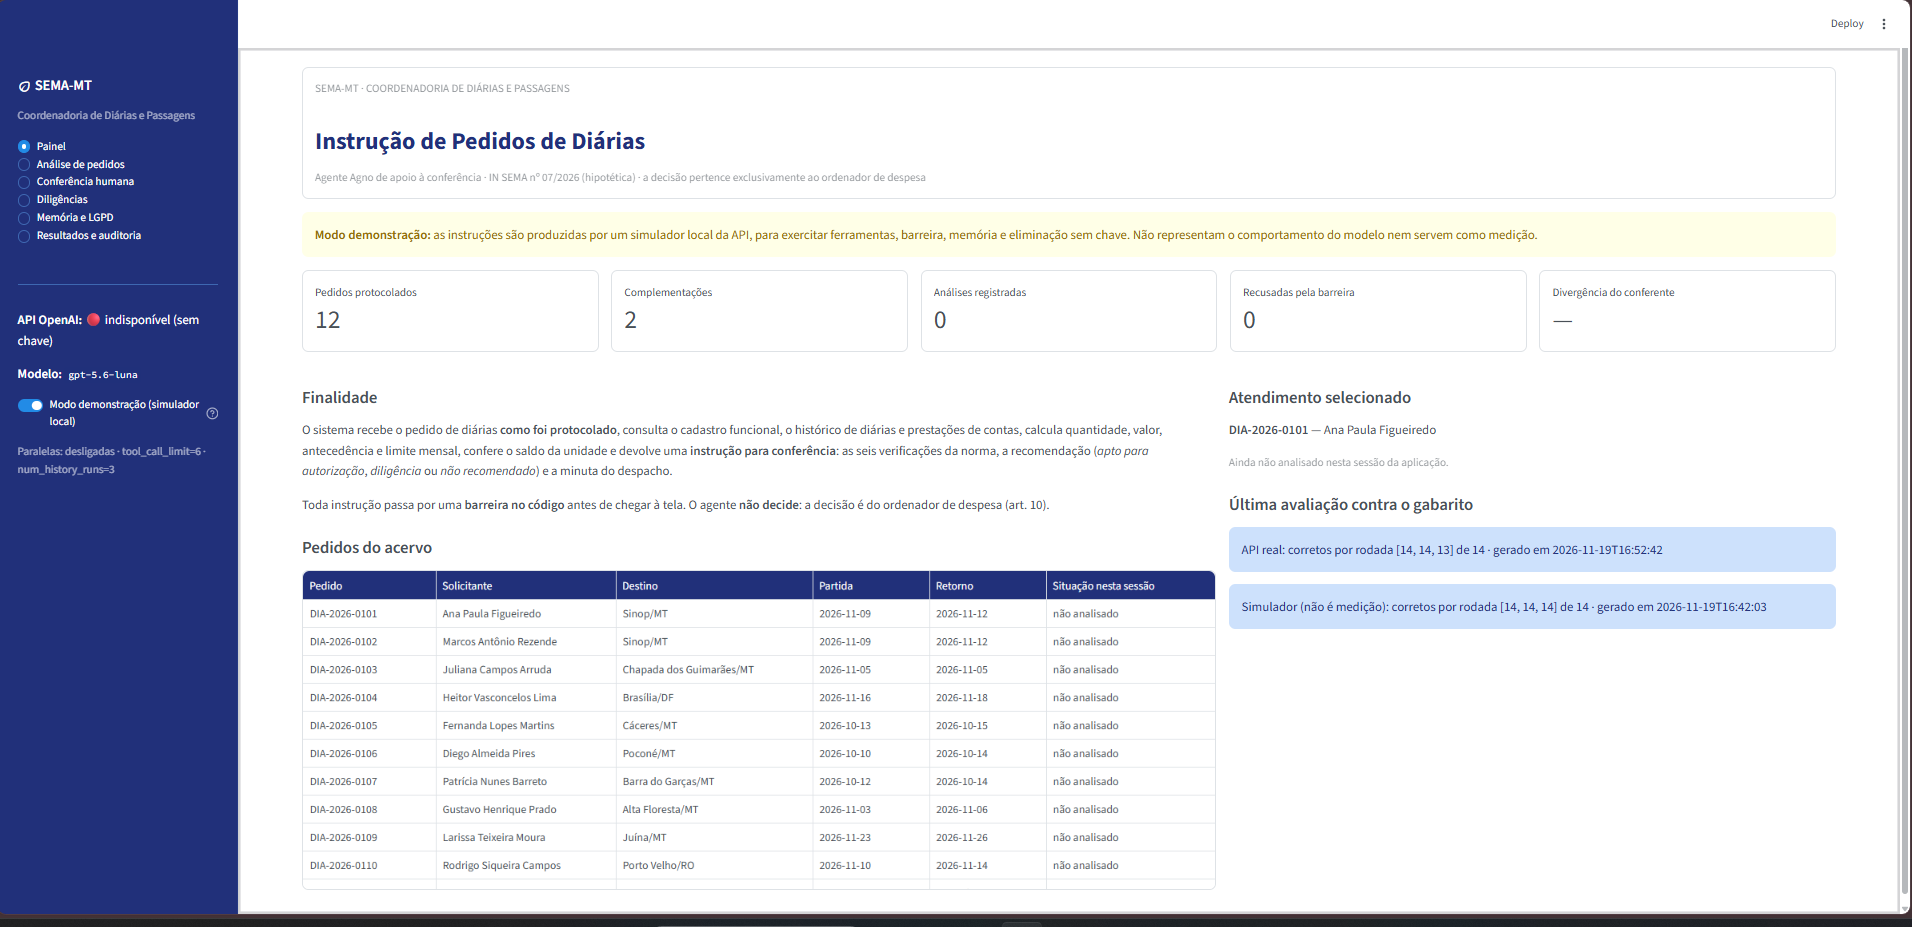 SEMA-MT
Coordenadoria de Diárias e Passagens
Painel
Análise de pedidos
Conferência humana
Diligências
Memória e LGPD
Resultados e auditoria
API OpenAI: 🔴 indisponível (sem
chave)
Modelo: gpt-5.6-luna
Modo demonstração (simulador
local)
Paralelas: desligadas · tool_call_limit=6 ·
num_history_runs=3
Deploy
SEMA-MT · COORDENADORIA DE DIÁRIAS E PASSAGENS
Instrução de Pedidos de Diárias
Agente Agno de apoio à conferência · IN SEMA nº 07/2026 (hipotética) · a decisão pertence exclusivamente ao ordenador de despesa
Modo demonstração: as instruções são produzidas por um simulador local da API, para exercitar ferramentas, barreira, memória e eliminação sem chave. Não representam o comportamento do modelo nem servem como medição.
Pedidos protocolados
12
Complementações
2
Análises registradas
0
Recusadas pela barreira
0
Divergência do conferente
—
Finalidade
O sistema recebe o pedido de diárias como foi protocolado, consulta o cadastro funcional, o histórico de diárias e prestações de contas, calcula quantidade, valor,
antecedência e limite mensal, confere o saldo da unidade e devolve uma instrução para conferência: as seis verificações da norma, a recomendação (apto para
autorização, diligência ou não recomendado) e a minuta do despacho.
Toda instrução passa por uma barreira no código antes de chegar à tela. O agente não decide: a decisão é do ordenador de despesa (art. 10).
Pedidos do acervo
Pedido Solicitante Destino Partida Retorno Situação nesta sessão
DIA-2026-0101 Ana Paula Figueiredo Sinop/MT 2026-11-09 2026-11-12 não analisado
DIA-2026-0102 Marcos Antônio Rezende Sinop/MT 2026-11-09 2026-11-12 não analisado
DIA-2026-0103 Juliana Campos Arruda Chapada dos Guimarães/MT 2026-11-05 2026-11-05 não analisado
DIA-2026-0104 Heitor Vasconcelos Lima Brasília/DF 2026-11-16 2026-11-18 não analisado
DIA-2026-0105 Fernanda Lopes Martins Cáceres/MT 2026-10-13 2026-10-15 não analisado
DIA-2026-0106 Diego Almeida Pires Poconé/MT 2026-10-10 2026-10-14 não analisado
DIA-2026-0107 Patrícia Nunes Barreto Barra do Garças/MT 2026-10-12 2026-10-14 não analisado
DIA-2026-0108 Gustavo Henrique Prado Alta Floresta/MT 2026-11-03 2026-11-06 não analisado
DIA-2026-0109 Larissa Teixeira Moura Juína/MT 2026-11-23 2026-11-26 não analisado
DIA-2026-0110 Rodrigo Siqueira Campos Porto Velho/RO 2026-11-10 2026-11-14 não analisado
Atendimento selecionado
DIA-2026-0101 — Ana Paula Figueiredo
Ainda não analisado nesta sessão da aplicação.
Última avaliação contra o gabarito
API real: corretos por rodada [14, 14, 13] de 14 · gerado em 2026-11-19T16:52:42
Simulador (não é medição): corretos por rodada [14, 14, 14] de 14 · gerado em 2026-11-19T16:42:03